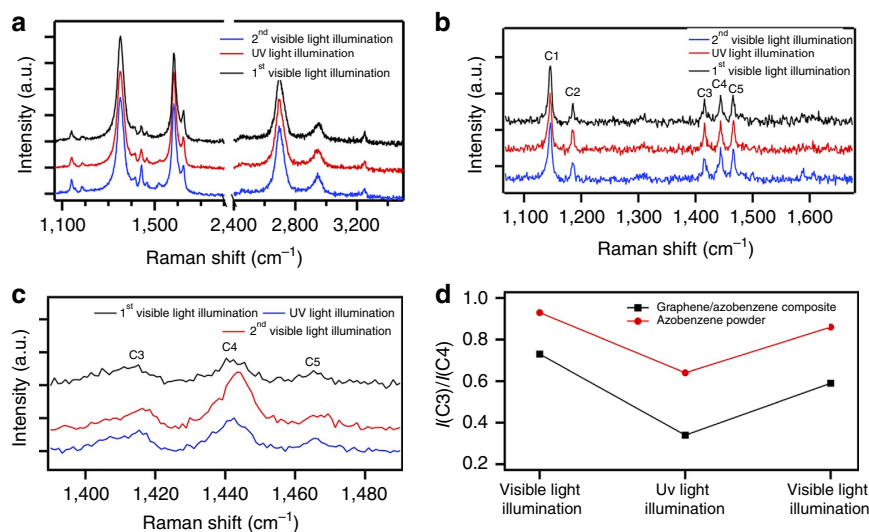 a
2nd visible light illumination
UV light illumination
1st visible light illumination
Intensity (a.u.)
1,100 1,500 2,400 2,800 3,200
Raman shift (cm−1)
b
2nd visible light illumination
UV light illumination
1st visible light illumination
C1 C2 C3 C4 C5
Intensity (a.u.)
1,100 1,200 1,300 1,400 1,500 1,600
Raman shift (cm−1)
c
1st visible light illumination UV light illumination
2nd visible light illumination
C3 C4 C5
Intensity (a.u.)
1,400 1,420 1,440 1,460 1,480
Raman shift (cm−1)
d
Graphene/azobenzene composite
Azobenzene powder
I(C3)/I(C4)
1.0
0.8
0.6
0.4
0.2
Visible light Uv light Visible light
illumination illumination illumination